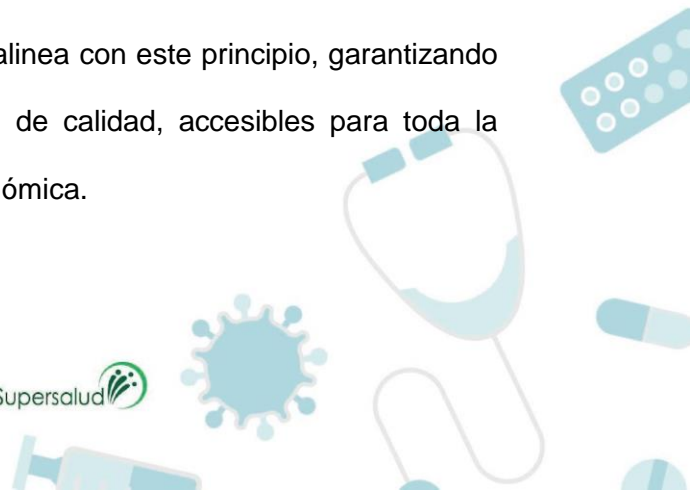 alinea con este principio, garantizando
de calidad, accesibles para toda la
ómica.
Supersalud